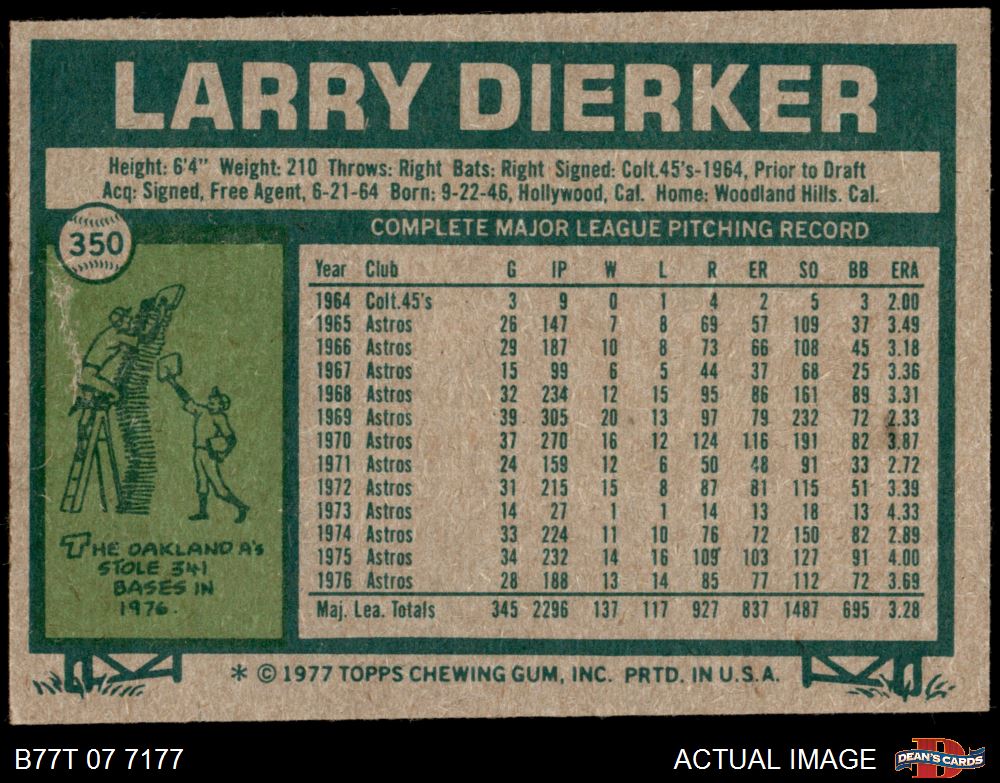 LARRY DIERKER
Height: 6'4" Weight: 210 Throws: Right Bats: Right Signed: Colt.45's-1964, Prior to Draft
Acq: Signed, Free Agent, 6-21-64 Born: 9-22-46, Hollywood, Cal. Home: Woodland Hills. Cal.
350
COMPLETE MAJOR LEAGUE PITCHING RECORD
Year Club G IP W L R ER SO BB ERA
1964 Colt.45's 3 9 0 1 4 2 5 3 2.00
1965 Astros 26 147 7 8 69 57 109 37 3.49
1966 Astros 29 187 10 8 73 66 108 45 3.18
1967 Astros 15 99 6 5 44 37 68 25 3.36
1968 Astros 32 234 12 15 95 86 161 89 3.31
1969 Astros 39 305 20 13 97 79 232 72 2.33
1970 Astros 37 270 16 12 124 116 191 82 3.87
1971 Astros 24 159 12 6 50 48 91 33 2.72
1972 Astros 31 215 15 8 87 81 115 51 3.39
1973 Astros 14 27 1 1 14 13 18 13 4.33
1974 Astros 33 224 11 10 76 72 150 82 2.89
1975 Astros 34 232 14 16 109 103 127 91 4.00
1976 Astros 28 188 13 14 85 77 112 72 3.69
Maj. Lea. Totals 345 2296 137 117 927 837 1487 695 3.28
THE OAKLAND A'S
STOLE 341
BASES IN
1976.
* © 1977 TOPPS CHEWING GUM, INC. PRTD. IN U.S.A.
B77T 07 7177
ACTUAL IMAGE
D
DEAN'S CARDS